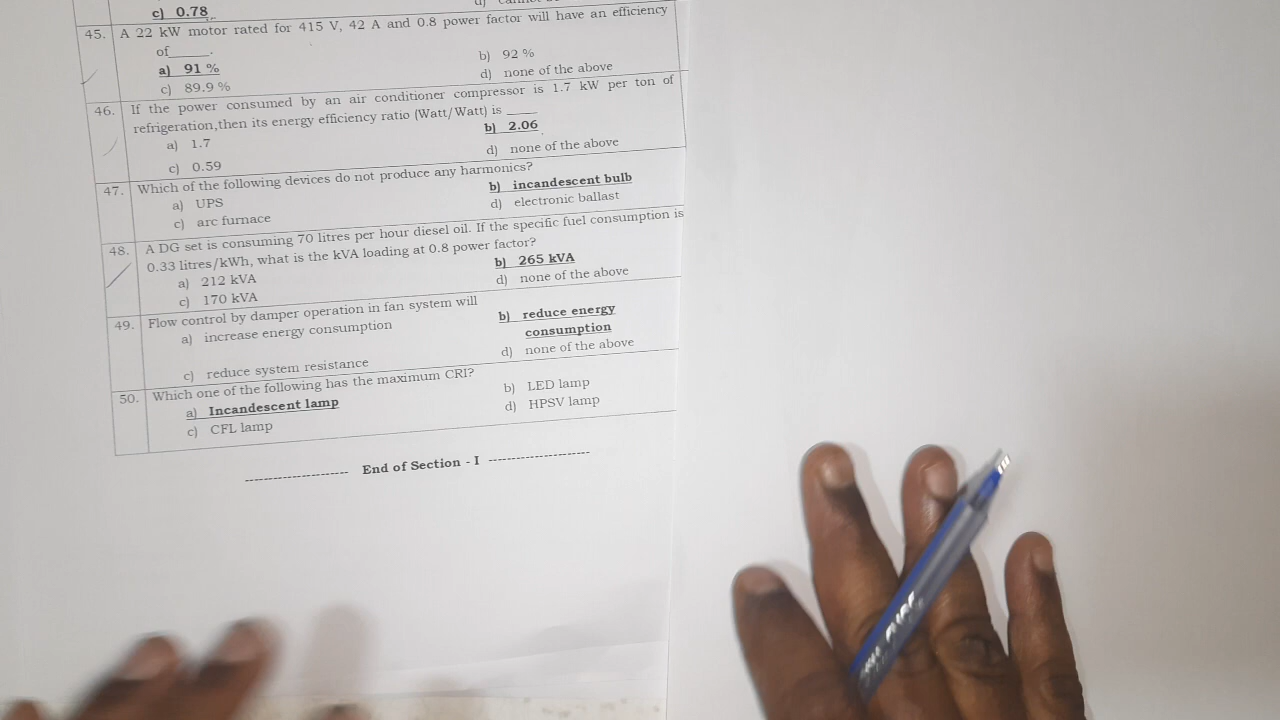 c) 0.78
45. A 22 kW motor rated for 415 V, 42 A and 0.8 power factor will have an efficiency
of_____.
a) 91 %
b) 92 %
c) 89.9 %
d) none of the above
46. If the power consumed by an air conditioner compressor is 1.7 kW per ton of
refrigeration,then its energy efficiency ratio (Watt/Watt) is ____
a) 1.7
b) 2.06
c) 0.59
d) none of the above
47. Which of the following devices do not produce any harmonics?
a) UPS
b) incandescent bulb
c) arc furnace
d) electronic ballast
48. A DG set is consuming 70 litres per hour diesel oil. If the specific fuel consumption is
0.33 litres/kWh, what is the kVA loading at 0.8 power factor?
a) 212 kVA
b) 265 kVA
c) 170 kVA
d) none of the above
49. Flow control by damper operation in fan system will
a) increase energy consumption
b) reduce energy
consumption
c) reduce system resistance
d) none of the above
50. Which one of the following has the maximum CRI?
a) Incandescent lamp
b) LED lamp
c) CFL lamp
d) HPSV lamp
---------------------- End of Section - I ----------------------